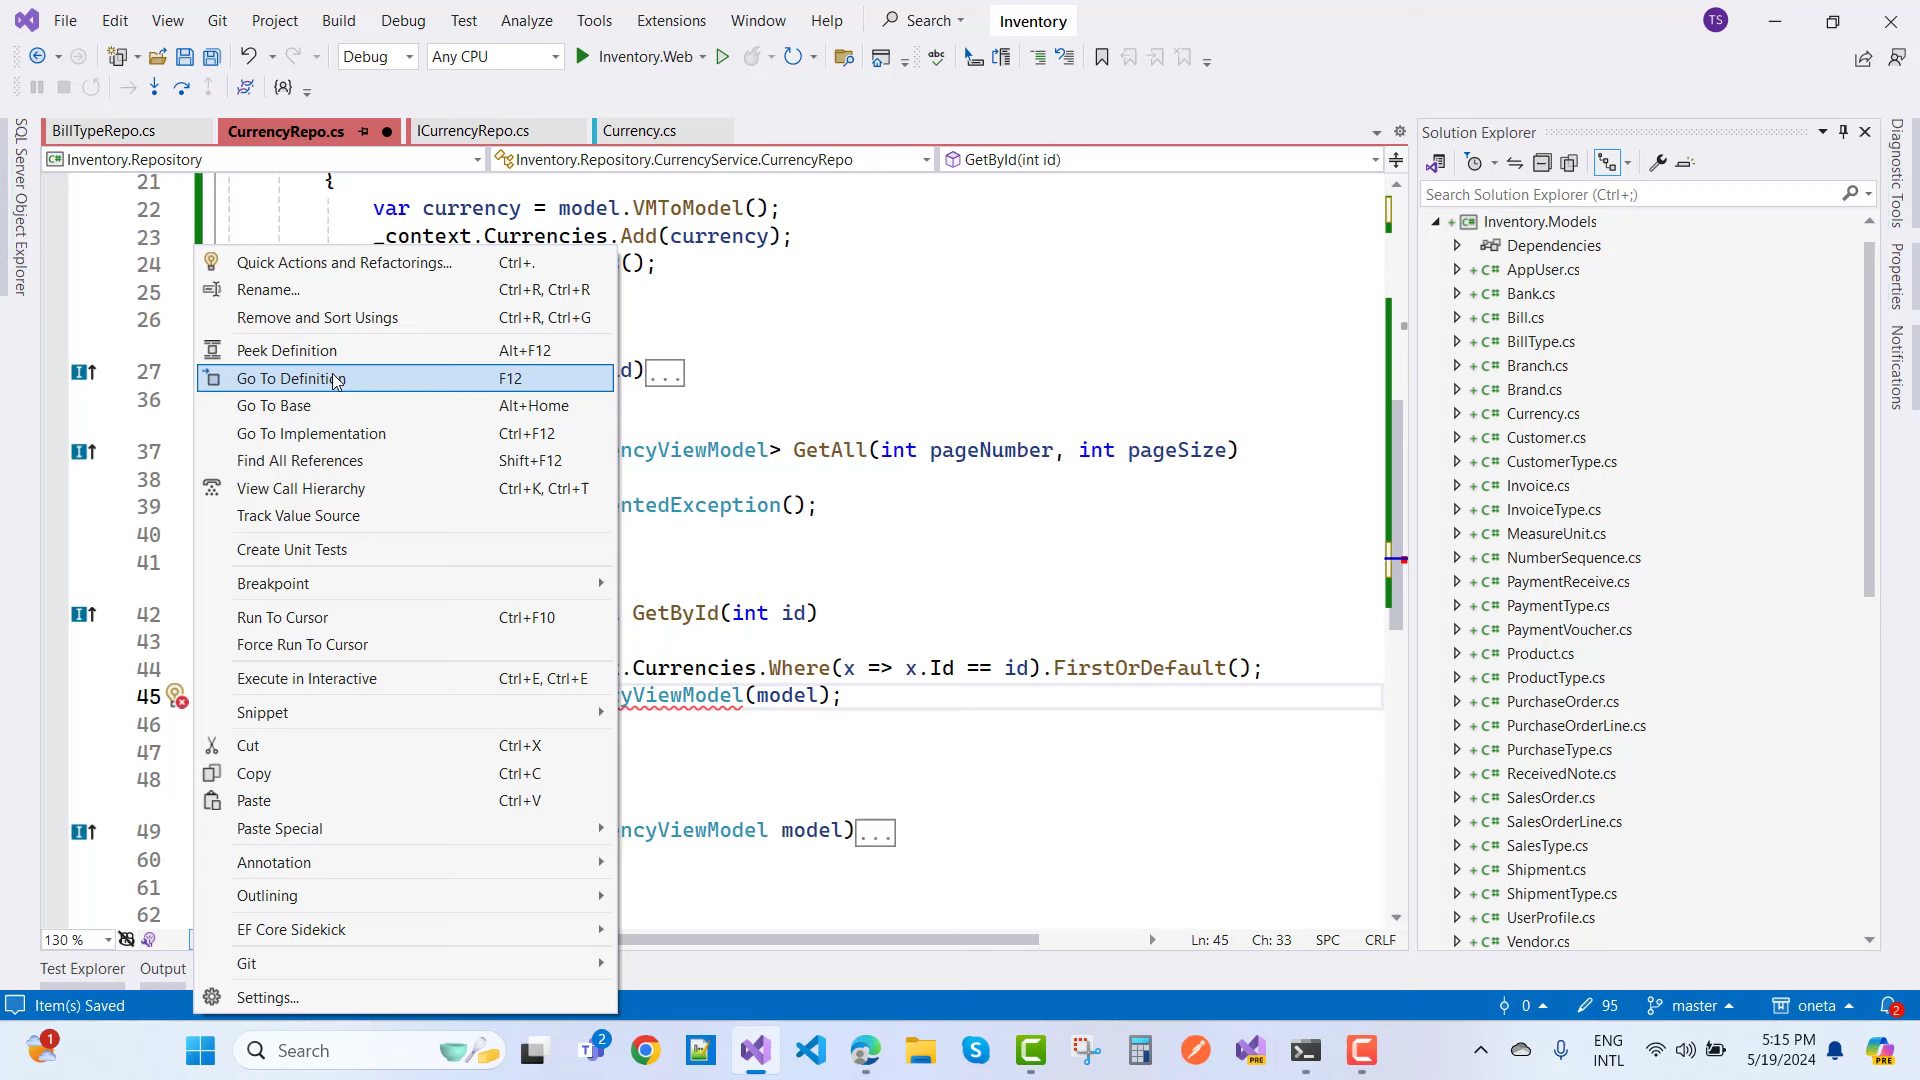 File Edit View Git Project Build Debug Test Analyze Tools Extensions Window Help Search Inventory TS
Debug Any CPU Inventory.Web
SQL Server Object Explorer
BillTypeRepo.cs CurrencyRepo.cs ICurrencyRepo.cs Currency.cs
Inventory.Repository Inventory.Repository.CurrencyService.CurrencyRepo GetById(int id)
21 {
22 var currency = model.VMToModel();
23 _context.Currencies.Add(currency);
24 ();
25
26
27 d)...
36
37 ncyViewModel> GetAll(int pageNumber, int pageSize)
38
39 ntedException();
40
41
42 GetById(int id)
43
44 .Currencies.Where(x => x.Id == id).FirstOrDefault();
45 yViewModel(model);
46
47
48
49 ncyViewModel model)...
60
61
62
Quick Actions and Refactorings... Ctrl+.
Rename... Ctrl+R, Ctrl+R
Remove and Sort Usings Ctrl+R, Ctrl+G
Peek Definition Alt+F12
Go To Definition F12
Go To Base Alt+Home
Go To Implementation Ctrl+F12
Find All References Shift+F12
View Call Hierarchy Ctrl+K, Ctrl+T
Track Value Source
Create Unit Tests
Breakpoint
Run To Cursor Ctrl+F10
Force Run To Cursor
Execute in Interactive Ctrl+E, Ctrl+E
Snippet
Cut Ctrl+X
Copy Ctrl+C
Paste Ctrl+V
Paste Special
Annotation
Outlining
EF Core Sidekick
Git
Settings...
130 % Ln: 45 Ch: 33 SPC CRLF
Test Explorer Output
Solution Explorer
Search Solution Explorer (Ctrl+;)
Inventory.Models
Dependencies
AppUser.cs
Bank.cs
Bill.cs
BillType.cs
Branch.cs
Brand.cs
Currency.cs
Customer.cs
CustomerType.cs
Invoice.cs
InvoiceType.cs
MeasureUnit.cs
NumberSequence.cs
PaymentReceive.cs
PaymentType.cs
PaymentVoucher.cs
Product.cs
ProductType.cs
PurchaseOrder.cs
PurchaseOrderLine.cs
PurchaseType.cs
ReceivedNote.cs
SalesOrder.cs
SalesOrderLine.cs
SalesType.cs
Shipment.cs
ShipmentType.cs
UserProfile.cs
Vendor.cs
Diagnostic Tools
Properties
Notifications
Item(s) Saved 0 95 master oneta 2
1 Search 2 PRE ENG
INTL 5:15 PM
5/19/2024 PRE